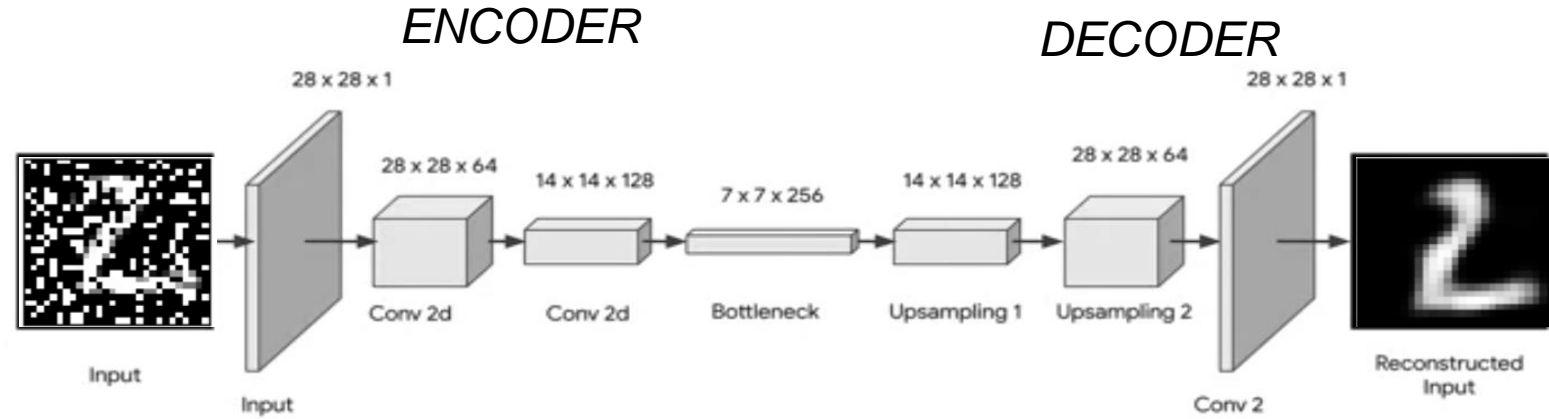 ENCODER
DECODER
28 x 28 x 1
28 x 28 x 1
28 x 28 x 64
14 x 14 x 128
7 x 7 x 256
14 x 14 x 128
28 x 28 x 64
Conv 2d
Conv 2d
Bottleneck
Upsampling 1
Upsampling 2
Input
Input
Conv 2
Reconstructed
Input
2
2